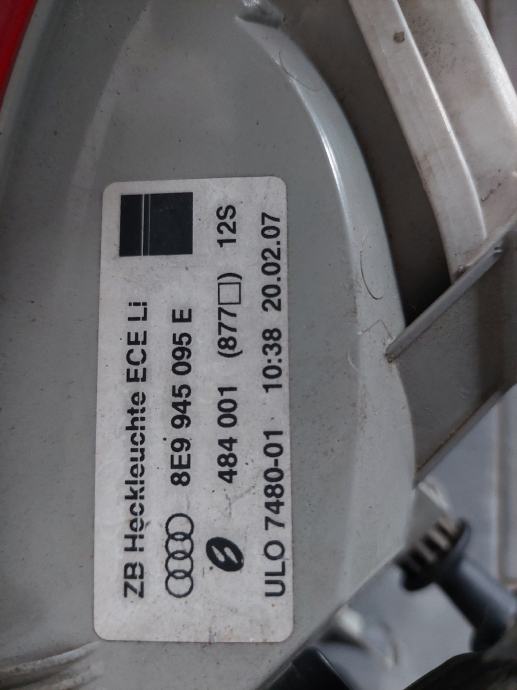 ZB Heckleuchte ECE Li
8E9 945 095 E
484 001 (877□) 12S
ULO 7480-01 10:38 20.02.07